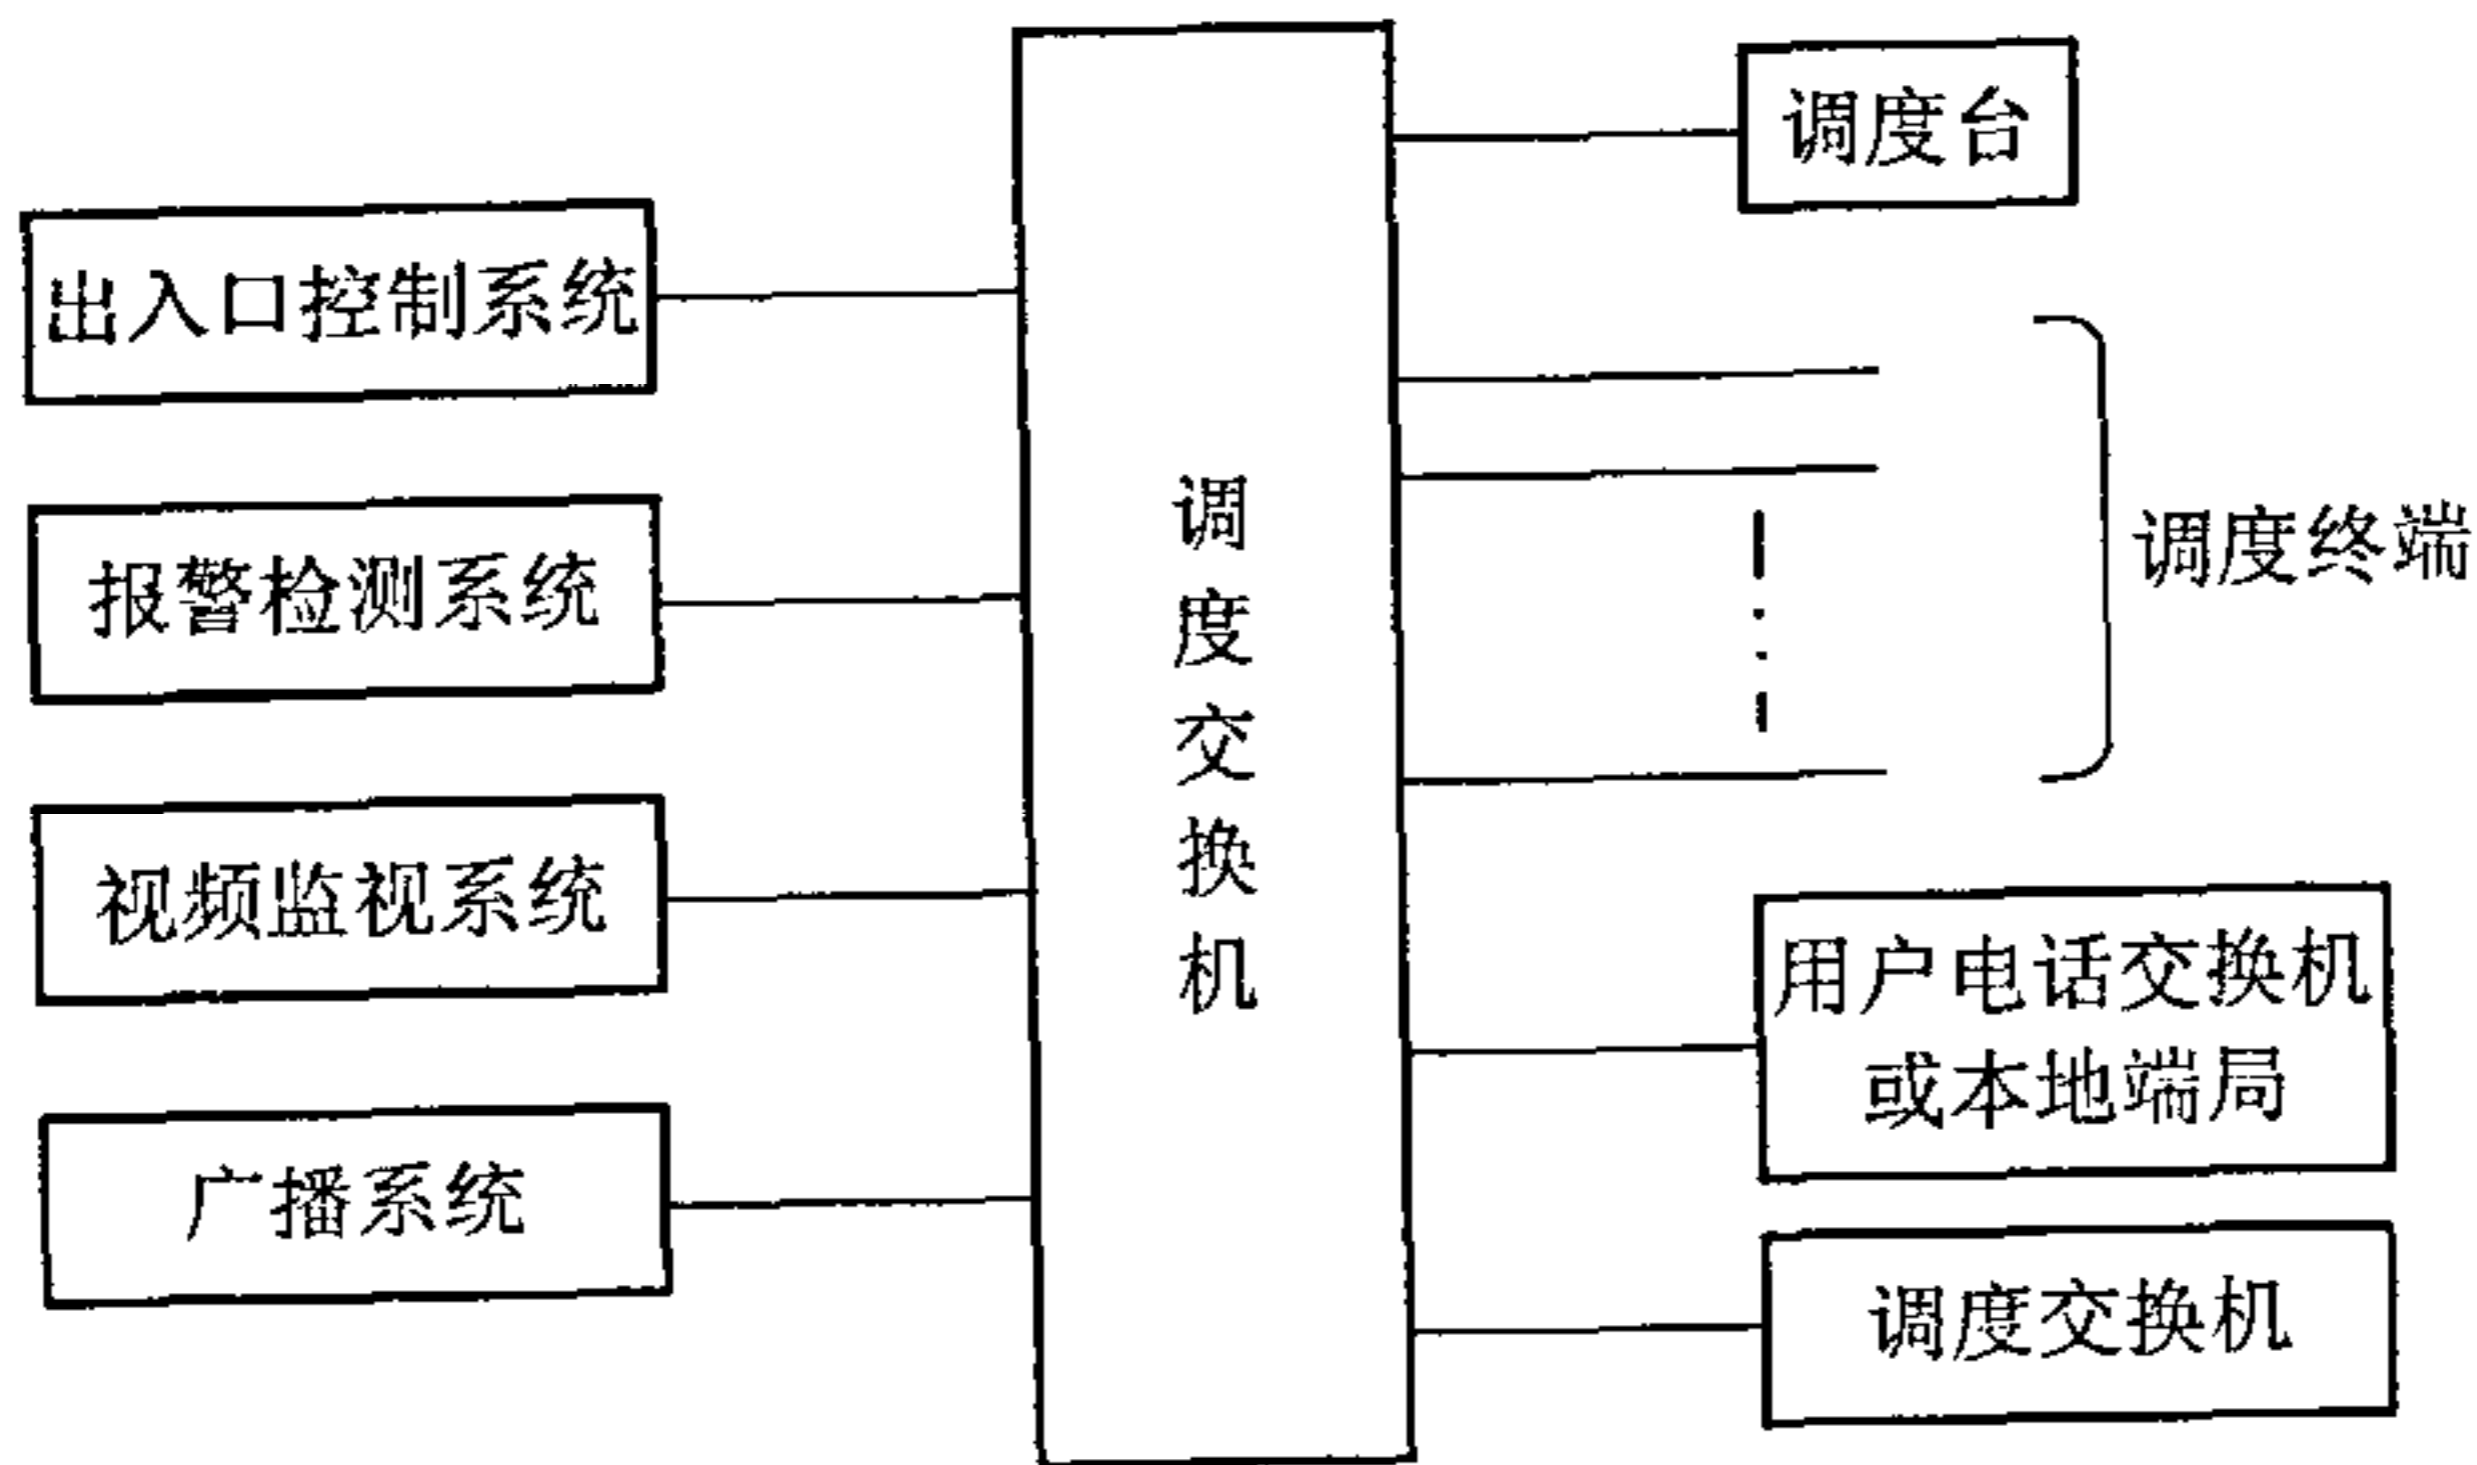 调度台
出入口控制系统
报警检测系统
视频监视系统
广播系统
调度交换机
调度终端
用户电话交换机
或本地端局
调度交换机